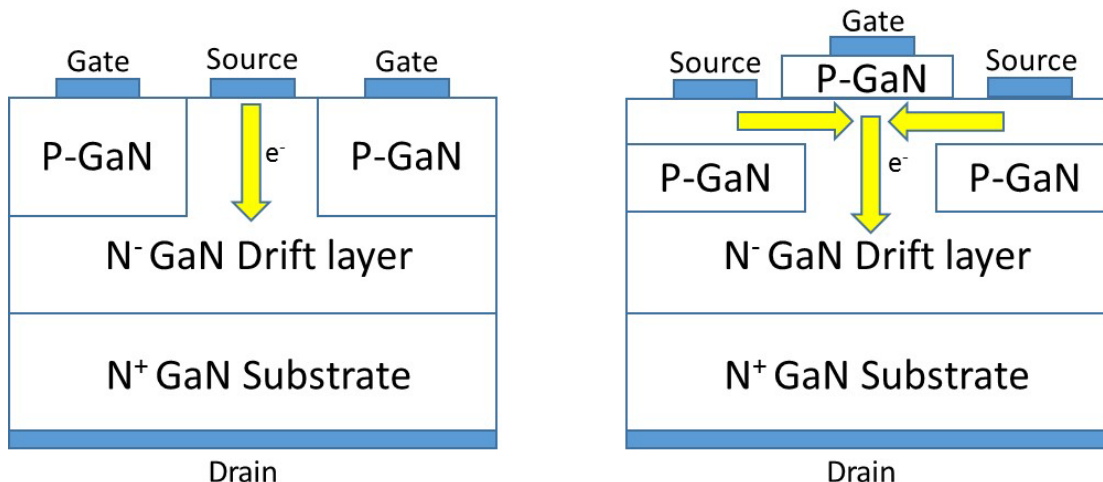 Gate
Source
Gate
P-GaN
e⁻
P-GaN
N⁻ GaN Drift layer
N⁺ GaN Substrate
Drain
Gate
Source
P-GaN
Source
P-GaN
e⁻
P-GaN
N⁻ GaN Drift layer
N⁺ GaN Substrate
Drain